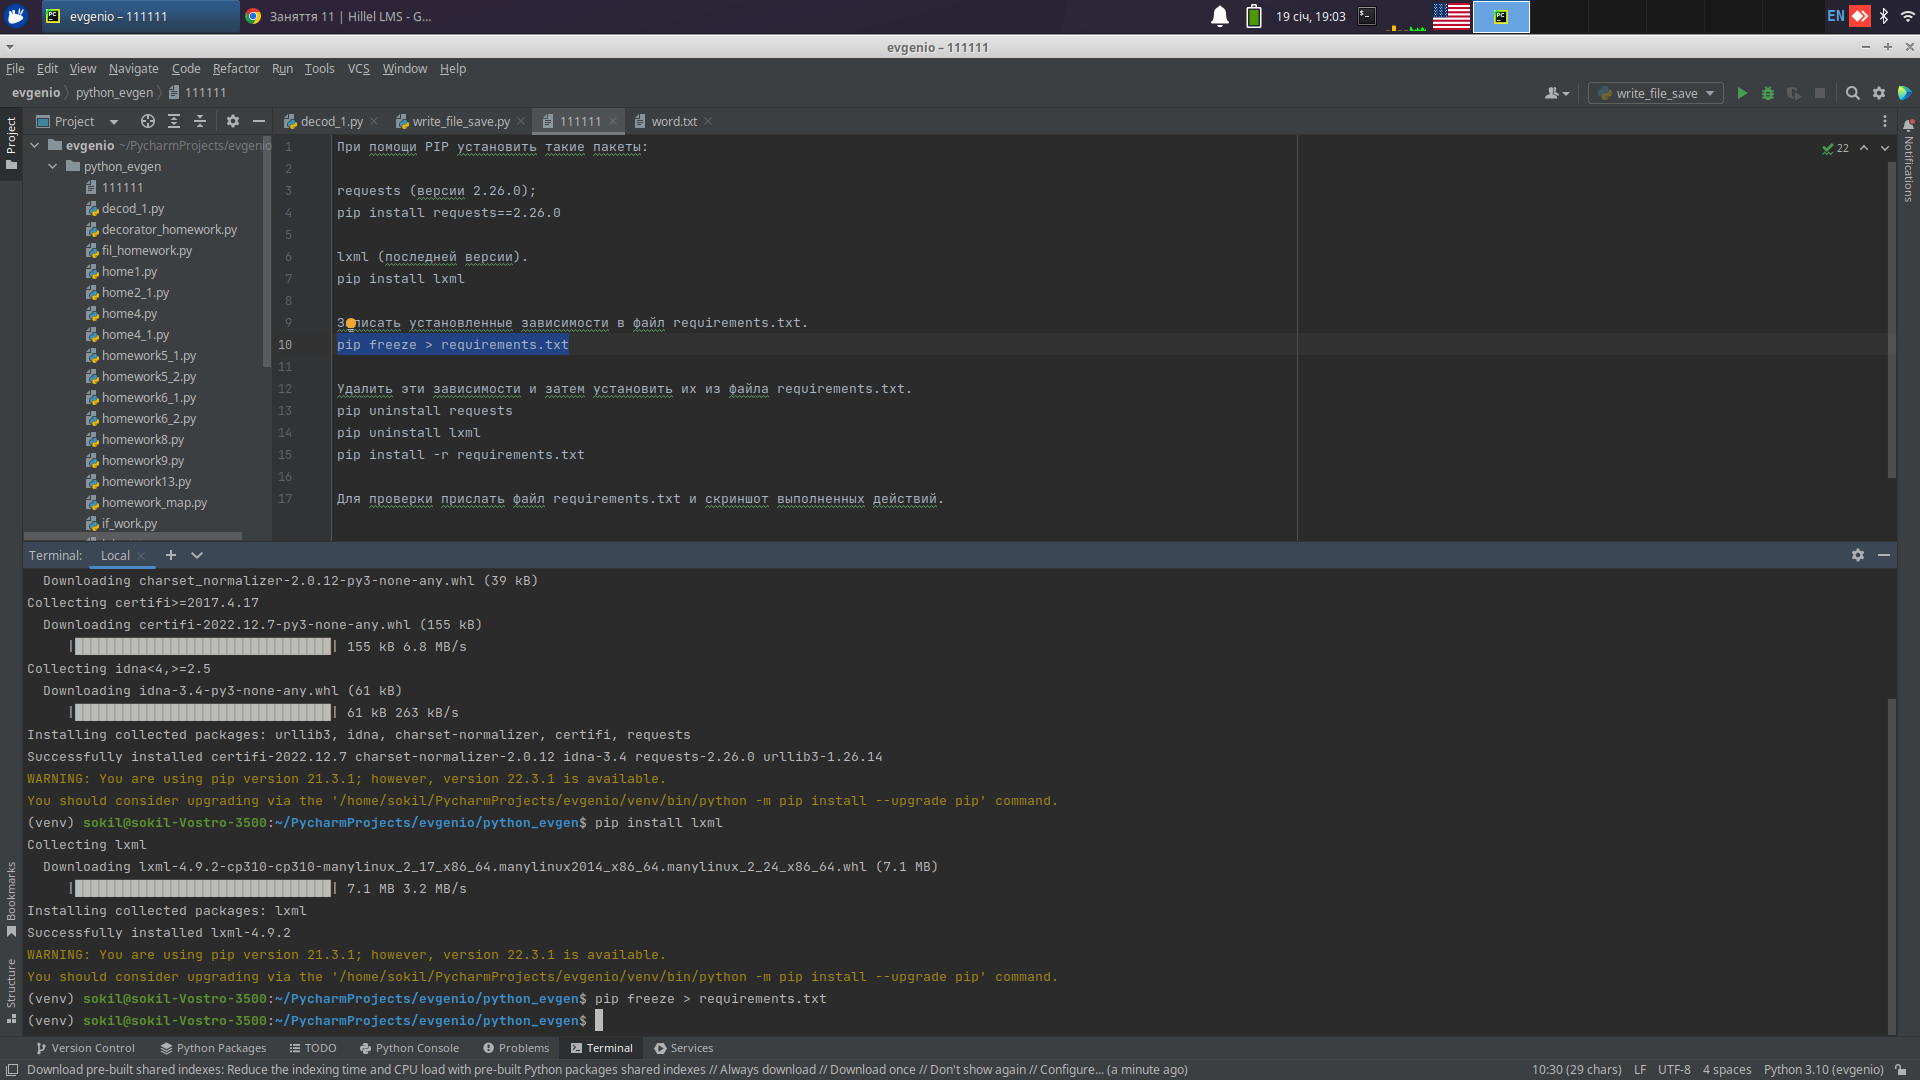 evgenio – 111111
Заняття 11 | Hillel LMS - G...
19 січ, 19:03
EN
evgenio – 111111
File Edit View Navigate Code Refactor Run Tools VCS Window Help
evgenio python_evgen 111111
write_file_save
Project
Project
decod_1.py write_file_save.py 111111 word.txt
evgenio ~/PycharmProjects/evgenio
python_evgen
111111
decod_1.py
decorator_homework.py
fil_homework.py
home1.py
home2_1.py
home4.py
home4_1.py
homework5_1.py
homework5_2.py
homework6_1.py
homework6_2.py
homework8.py
homework9.py
homework13.py
homework_map.py
if_work.py
22
Notifications
1 При помощи PIP установить такие пакеты:
2
3 requests (версии 2.26.0);
4 pip install requests==2.26.0
5
6 lxml (последней версии).
7 pip install lxml
8
9 установленные зависимости в файл requirements.txt.
10 pip freeze > requirements.txt
11
12 Удалить эти зависимости и затем установить их из файла requirements.txt.
13 pip uninstall requests
14 pip uninstall lxml
15 pip install -r requirements.txt
16
17 Для проверки прислать файл requirements.txt и скриншот выполненных действий.
Terminal: Local
Downloading charset_normalizer-2.0.12-py3-none-any.whl (39 kB)
Collecting certifi>=2017.4.17
Downloading certifi-2022.12.7-py3-none-any.whl (155 kB)
| | 155 kB 6.8 MB/s
Collecting idna<4,>=2.5
Downloading idna-3.4-py3-none-any.whl (61 kB)
| | 61 kB 263 kB/s
Installing collected packages: urllib3, idna, charset-normalizer, certifi, requests
Successfully installed certifi-2022.12.7 charset-normalizer-2.0.12 idna-3.4 requests-2.26.0 urllib3-1.26.14
WARNING: You are using pip version 21.3.1; however, version 22.3.1 is available.
You should consider upgrading via the '/home/sokil/PycharmProjects/evgenio/venv/bin/python -m pip install --upgrade pip' command.
(venv) sokil@sokil-Vostro-3500:~/PycharmProjects/evgenio/python_evgen$ pip install lxml
Collecting lxml
Downloading lxml-4.9.2-cp310-cp310-manylinux_2_17_x86_64.manylinux2014_x86_64.manylinux_2_24_x86_64.whl (7.1 MB)
| | 7.1 MB 3.2 MB/s
Installing collected packages: lxml
Successfully installed lxml-4.9.2
WARNING: You are using pip version 21.3.1; however, version 22.3.1 is available.
You should consider upgrading via the '/home/sokil/PycharmProjects/evgenio/venv/bin/python -m pip install --upgrade pip' command.
(venv) sokil@sokil-Vostro-3500:~/PycharmProjects/evgenio/python_evgen$ pip freeze > requirements.txt
(venv) sokil@sokil-Vostro-3500:~/PycharmProjects/evgenio/python_evgen$
Bookmarks
Structure
Version Control Python Packages TODO Python Console Problems Terminal Services
Download pre-built shared indexes: Reduce the indexing time and CPU load with pre-built Python packages shared indexes // Always download // Download once // Don't show again // Configure... (a minute ago)
10:30 (29 chars) LF UTF-8 4 spaces Python 3.10 (evgenio)